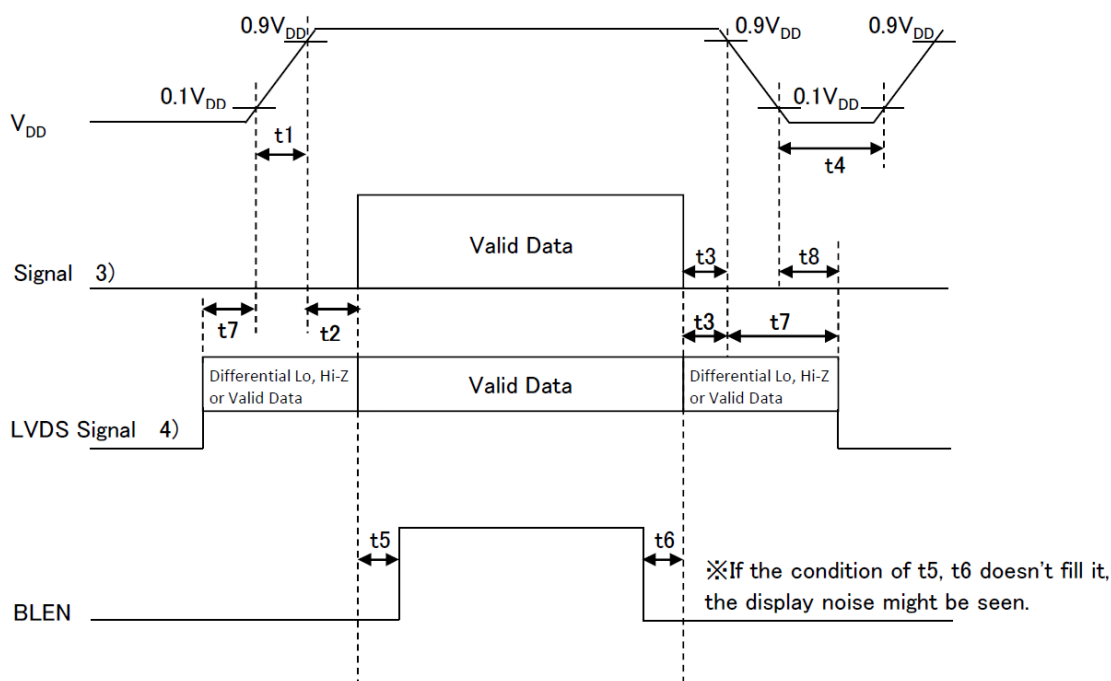 0.9VDD
0.9VDD
0.9VDD
0.1VDD
0.1VDD
VDD
t1
t4
Valid Data
Signal 3)
t3
t8
t7
t2
t3
t7
Differential Lo, Hi-Z
or Valid Data
Valid Data
Differential Lo, Hi-Z
or Valid Data
LVDS Signal 4)
t5
t6
※If the condition of t5, t6 doesn't fill it,
the display noise might be seen.
BLEN